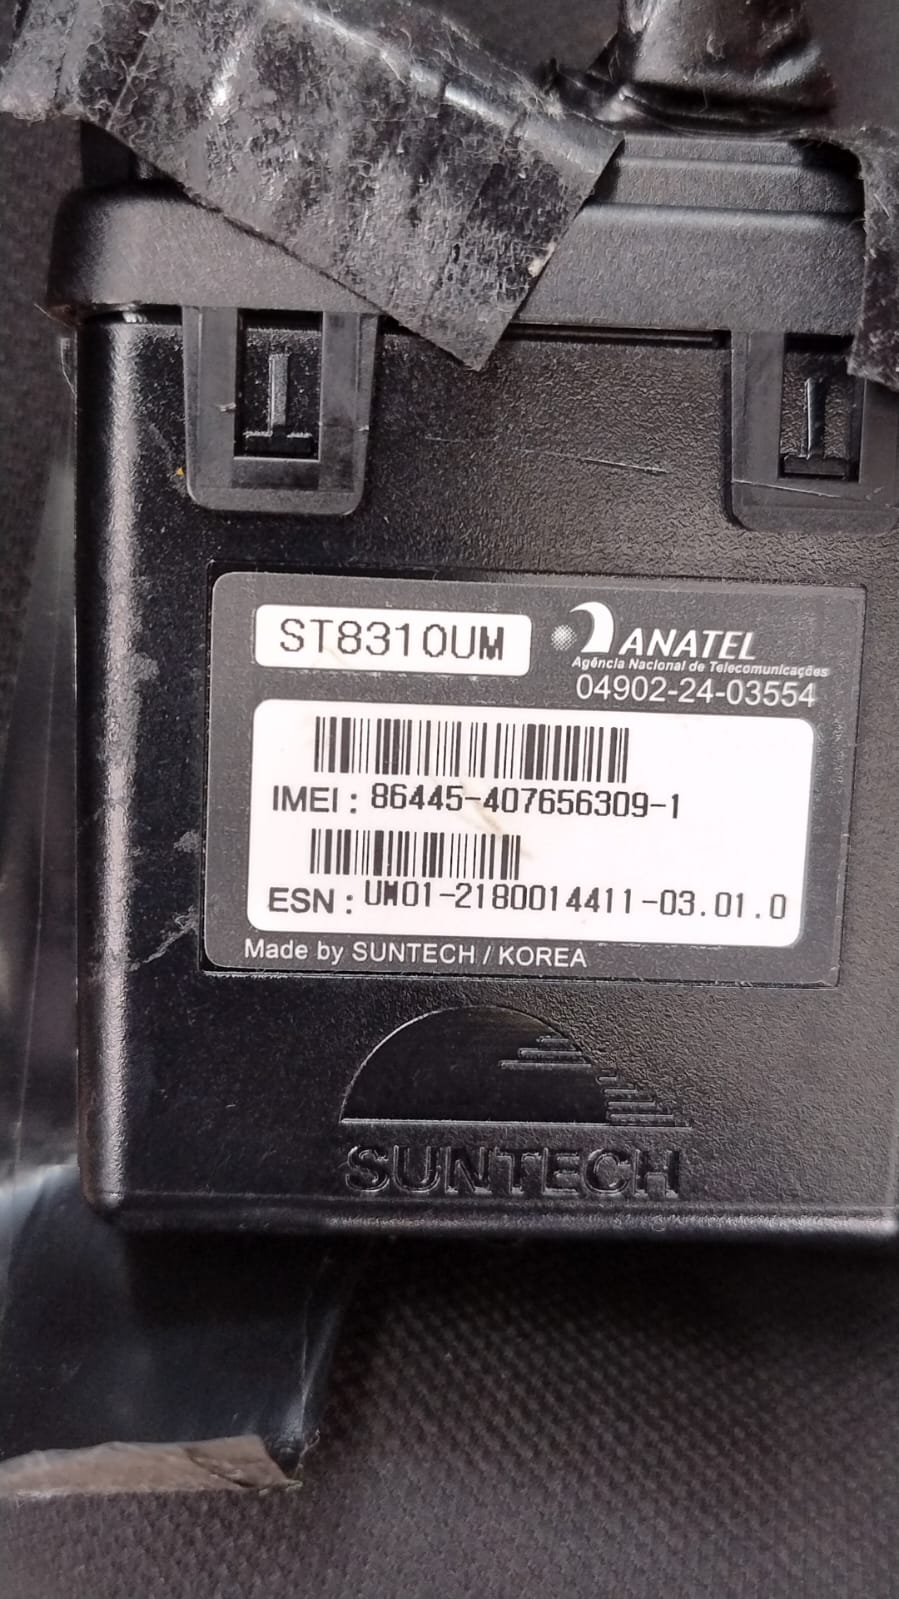 ST8310UM
ANATEL
Agência Nacional de Telecomunicações
04902-24-03554
IMEI : 86445-407656309-1
ESN : UM01-2180014411-03.01.0
Made by SUNTECH / KOREA
SUNTECH